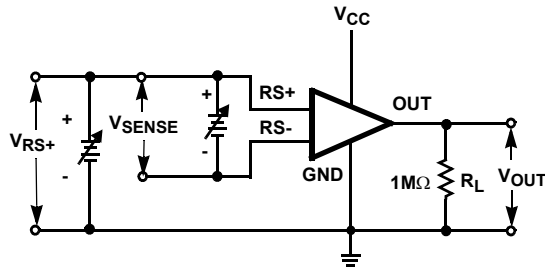 VCC
+
RS+
OUT
VRS+
+
VSENSE
RS-
-
-
GND
1MΩ
RL
VOUT